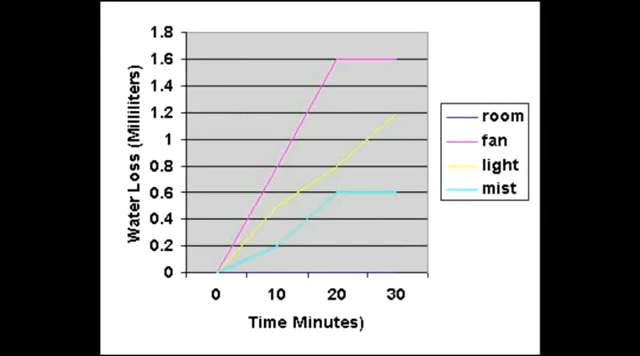 1.8
1.6
1.4
1.2
1
0.8
0.6
0.4
0.2
0
Water Loss (Milliliters)
0 10 20 30
Time Minutes)
room
fan
light
mist